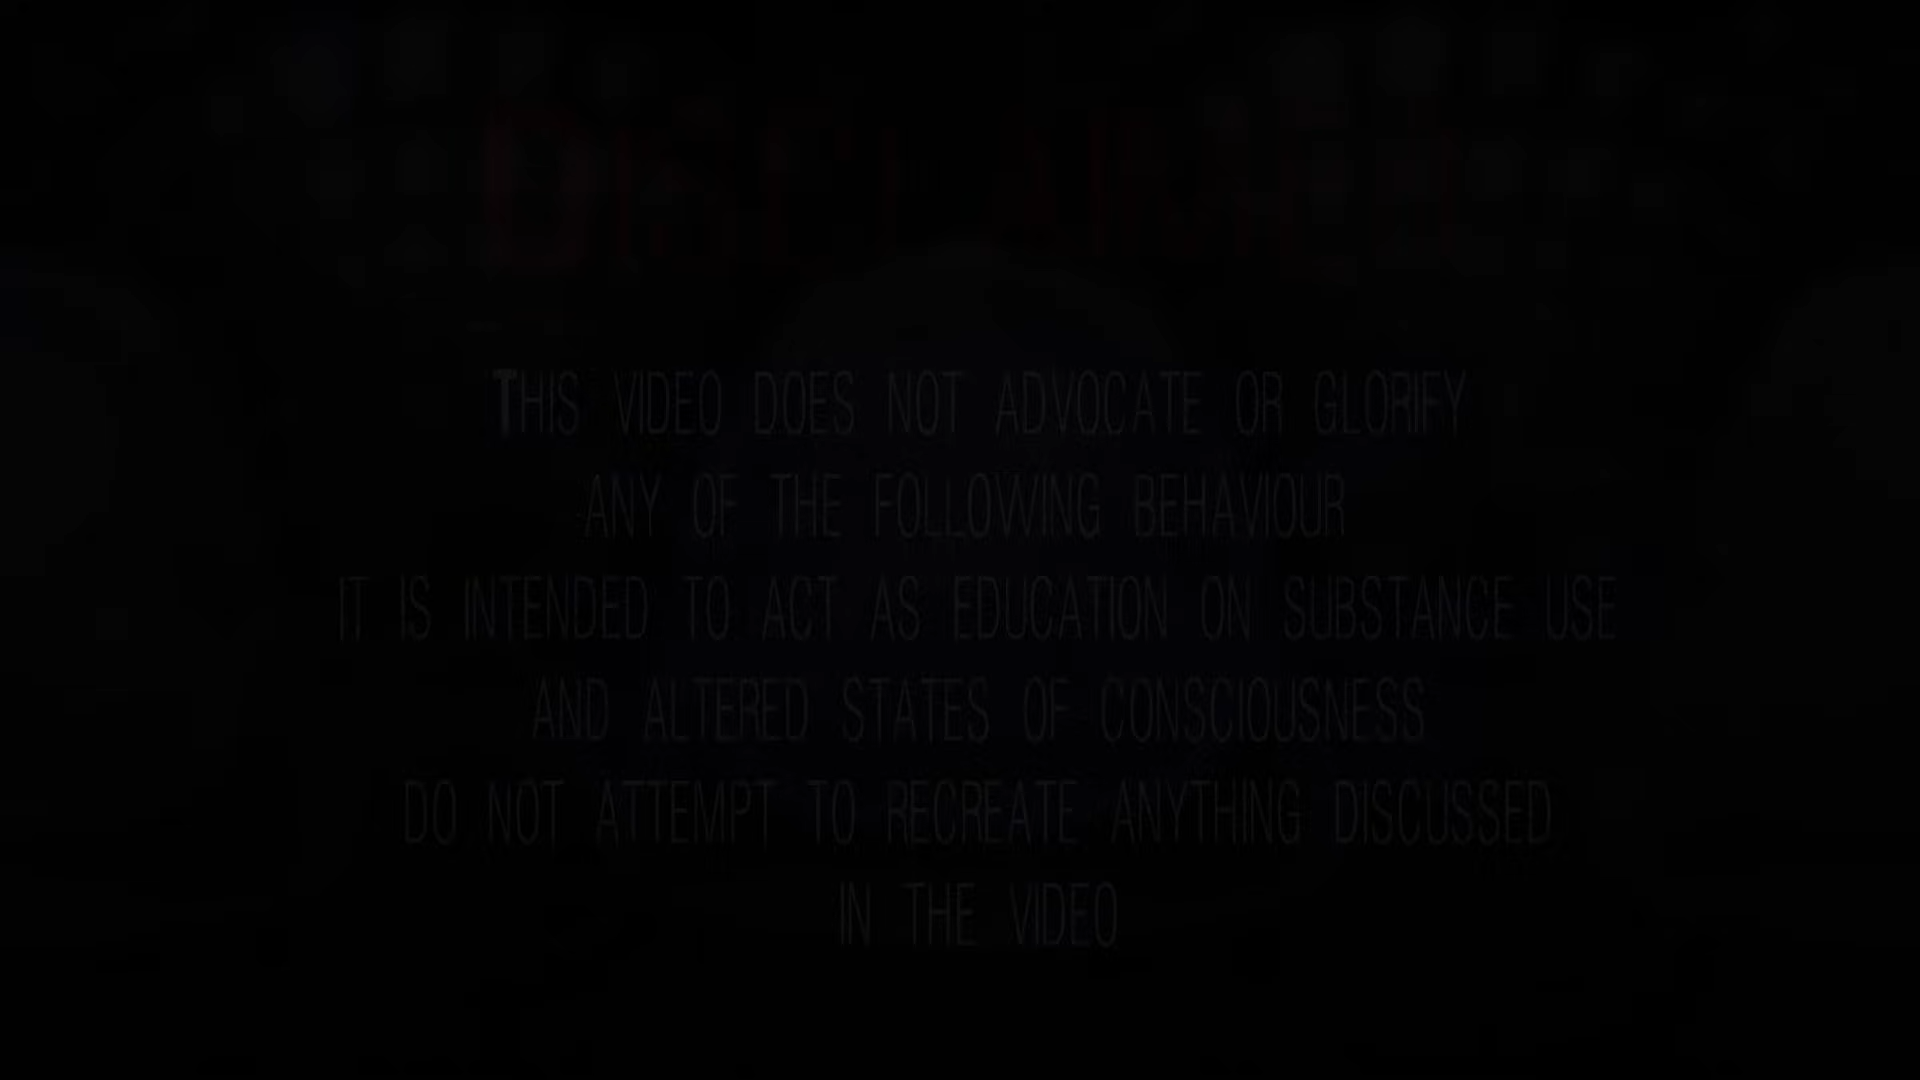 DISCLAIMER
THIS VIDEO DOES NOT ADVOCATE OR GLORIFY
ANY OF THE FOLLOWING BEHAVIOUR
IT IS INTENDED TO ACT AS EDUCATION ON SUBSTANCE USE
AND ALTERED STATES OF CONSCIOUSNESS
DO NOT ATTEMPT TO RECREATE ANYTHING DISCUSSED
IN THE VIDEO